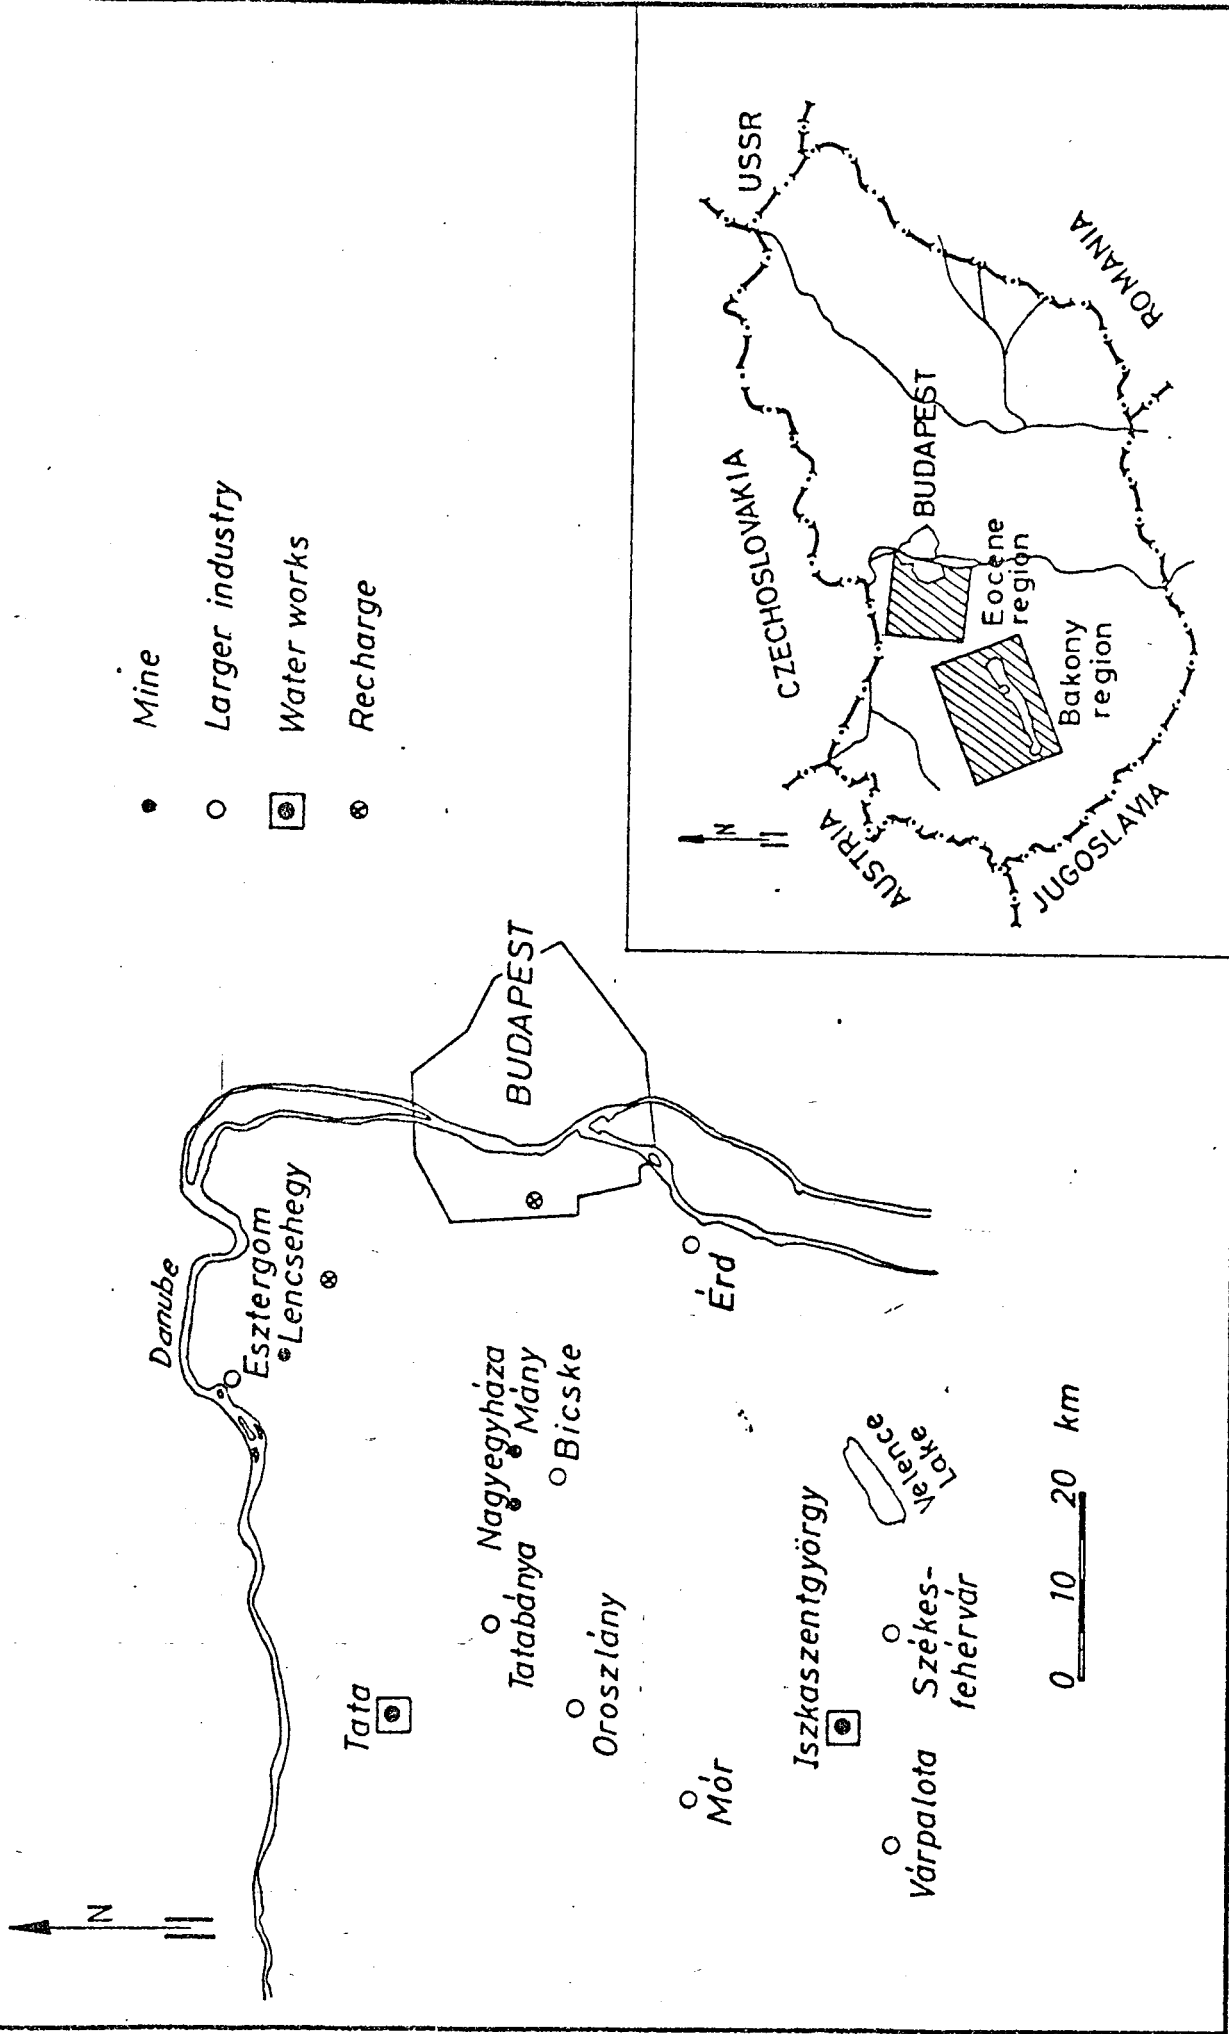 N
Danube
Esztergom
Lencsehegy
BUDAPEST
Tata
Tatabánya
Nagyegyháza
Mány
Bicske
Oroszlány
Érd
Mór
Iszkaszentgyörgy
Velence
Lake
Várpalota
Székes-
fehérvár
0 10 20 km
Mine
Larger industry
Water works
Recharge
N
CZECHOSLOVAKIA
USSR
AUSTRIA
BUDAPEST
Eocene
region
Bakony
region
ROMANIA
JUGOSLAVIA